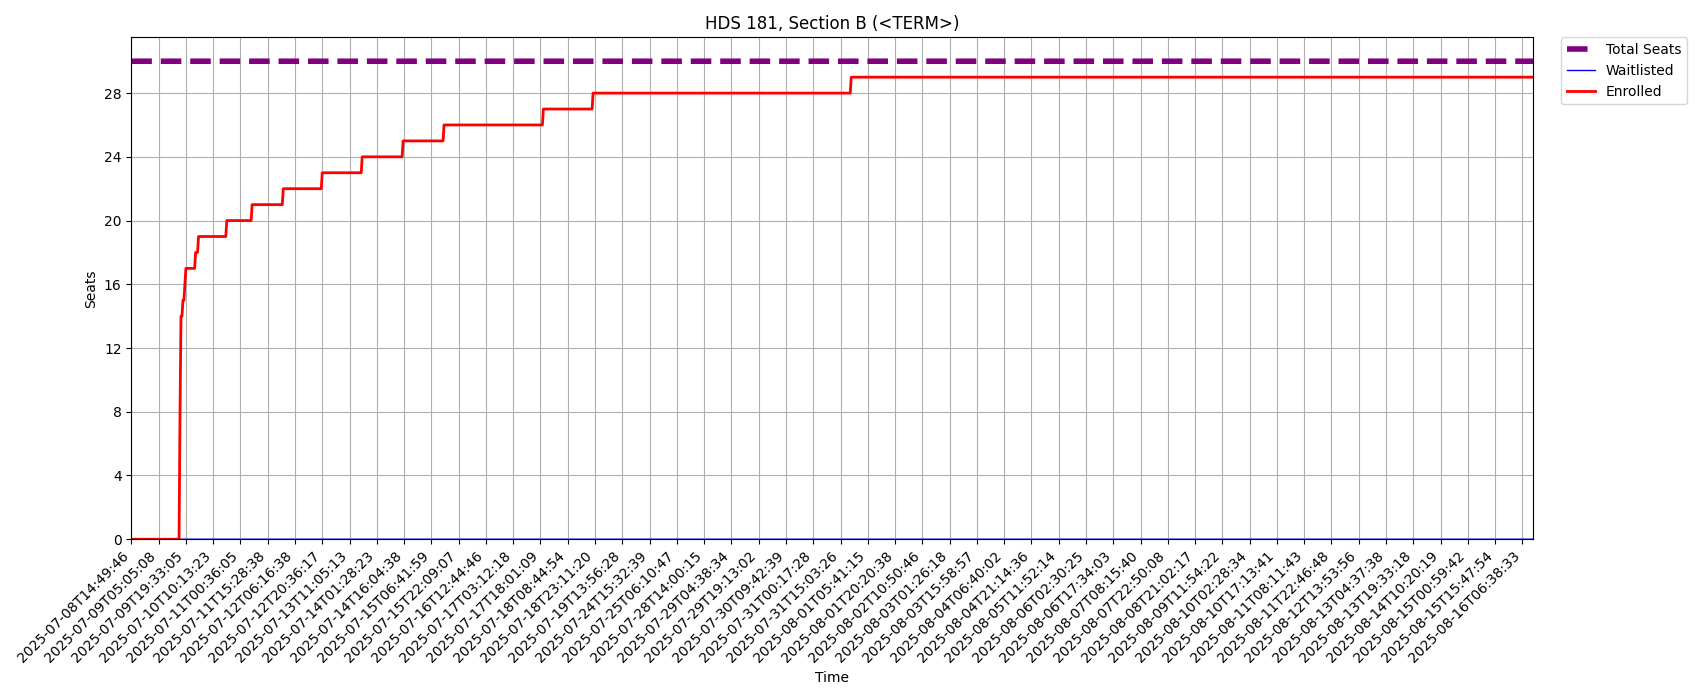 HDS 181, Section B (<TERM>)
Total Seats
Waitlisted
Enrolled
Seats
28
24
20
16
12
8
4
0
2025-07-08T14:49:46
2025-07-09T05:05:08
2025-07-09T19:33:05
2025-07-10T10:13:23
2025-07-11T00:36:05
2025-07-11T15:28:38
2025-07-12T06:16:38
2025-07-12T20:36:17
2025-07-13T11:05:13
2025-07-14T01:28:23
2025-07-14T16:04:38
2025-07-15T06:41:59
2025-07-15T22:09:07
2025-07-16T12:44:46
2025-07-17T03:12:18
2025-07-17T18:01:09
2025-07-18T08:44:54
2025-07-18T23:11:20
2025-07-19T13:56:28
2025-07-24T15:32:39
2025-07-25T06:10:47
2025-07-28T14:00:15
2025-07-29T04:38:34
2025-07-29T19:13:02
2025-07-30T09:42:39
2025-07-31T00:17:28
2025-07-31T15:03:26
2025-08-01T05:41:15
2025-08-01T20:20:38
2025-08-02T10:50:46
2025-08-03T01:26:18
2025-08-03T15:58:57
2025-08-04T06:40:02
2025-08-04T21:14:36
2025-08-05T11:52:14
2025-08-06T02:30:25
2025-08-06T17:34:03
2025-08-07T08:15:40
2025-08-07T22:50:08
2025-08-08T21:02:17
2025-08-09T11:54:22
2025-08-10T02:28:34
2025-08-10T17:13:41
2025-08-11T08:11:43
2025-08-11T22:46:48
2025-08-12T13:53:56
2025-08-13T04:37:38
2025-08-13T19:33:18
2025-08-14T10:20:19
2025-08-15T00:59:42
2025-08-15T15:47:54
2025-08-16T06:38:33
Time